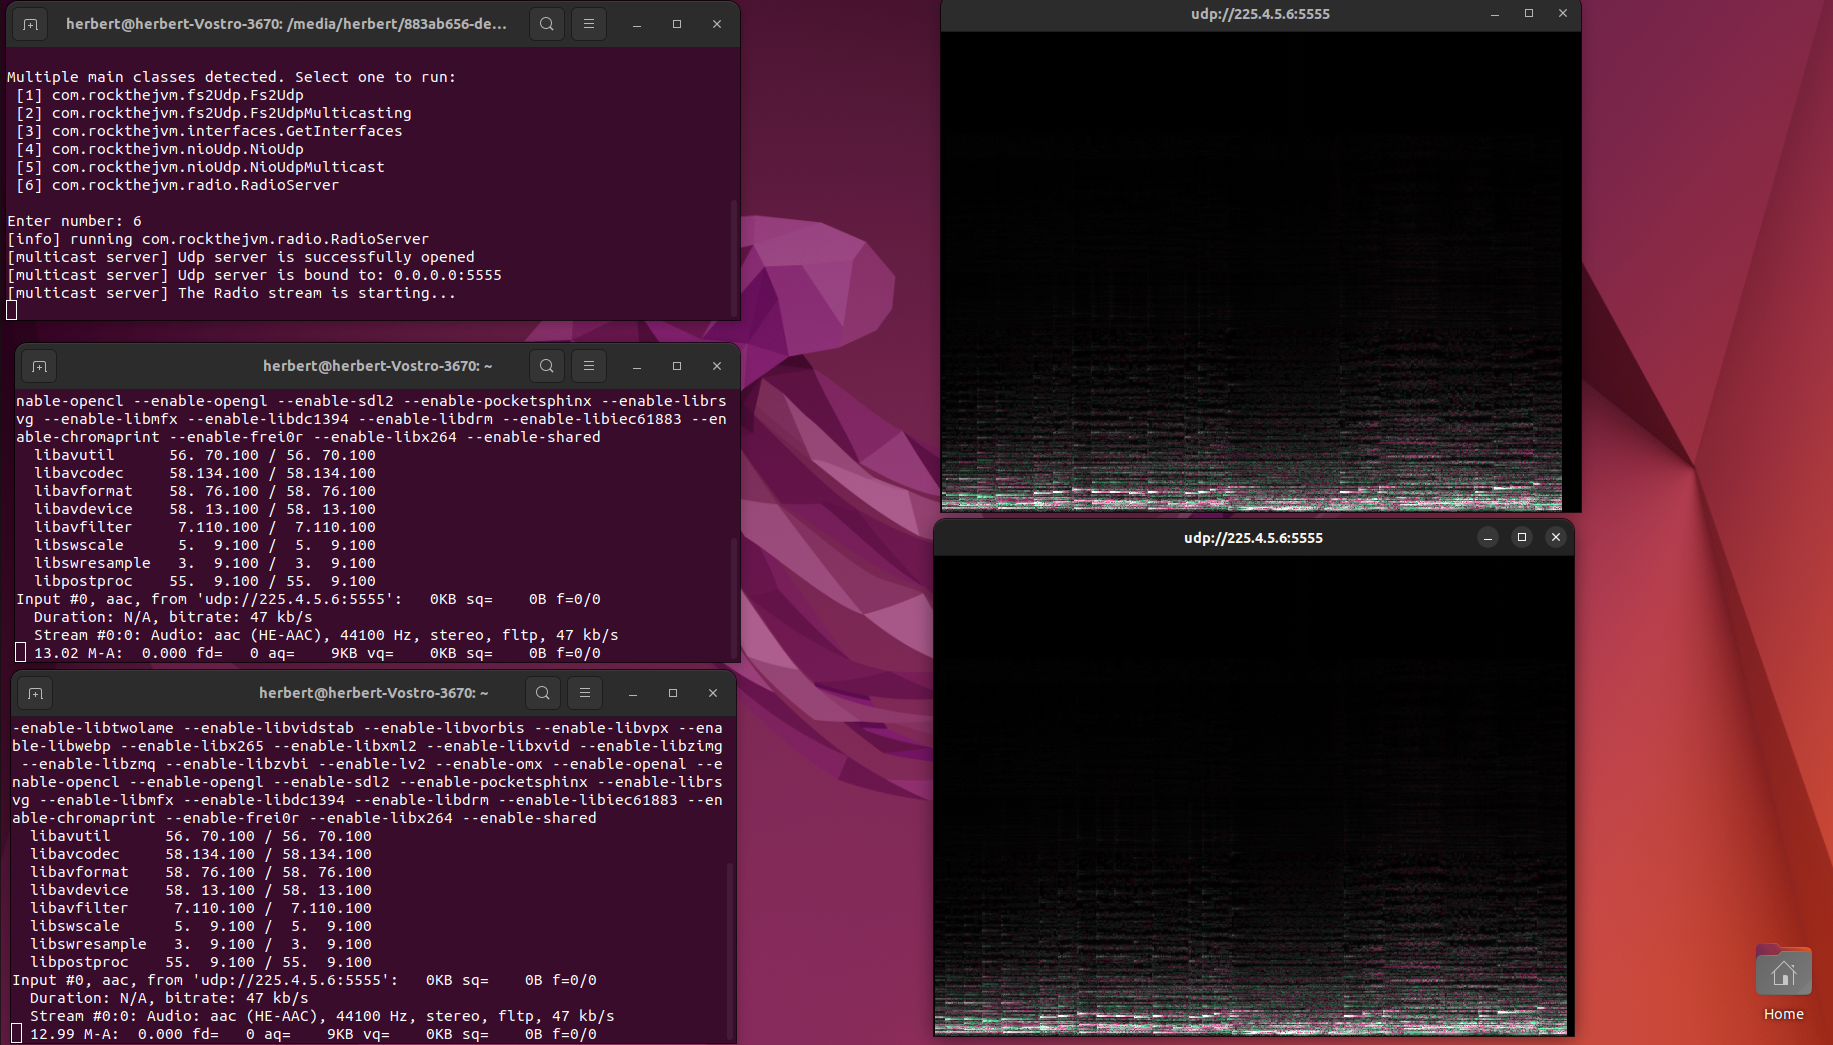 herbert@herbert-Vostro-3670: /media/herbert/883ab656-de...
Multiple main classes detected. Select one to run:
[1] com.rockthejvm.fs2Udp.Fs2Udp
[2] com.rockthejvm.fs2Udp.Fs2UdpMulticasting
[3] com.rockthejvm.interfaces.GetInterfaces
[4] com.rockthejvm.nioUdp.NioUdp
[5] com.rockthejvm.nioUdp.NioUdpMulticast
[6] com.rockthejvm.radio.RadioServer
Enter number: 6
[info] running com.rockthejvm.radio.RadioServer
[multicast server] Udp server is successfully opened
[multicast server] Udp server is bound to: 0.0.0.0:5555
[multicast server] The Radio stream is starting...
herbert@herbert-Vostro-3670: ~
nable-opencl --enable-opengl --enable-sdl2 --enable-pocketsphinx --enable-librs
vg --enable-libmfx --enable-libdc1394 --enable-libdrm --enable-libiec61883 --en
able-chromaprint --enable-frei0r --enable-libx264 --enable-shared
libavutil      56. 70.100 / 56. 70.100
libavcodec     58.134.100 / 58.134.100
libavformat    58. 76.100 / 58. 76.100
libavdevice    58. 13.100 / 58. 13.100
libavfilter     7.110.100 /  7.110.100
libswscale      5.  9.100 /  5.  9.100
libswresample   3.  9.100 /  3.  9.100
libpostproc    55.  9.100 / 55.  9.100
Input #0, aac, from 'udp://225.4.5.6:5555':   0KB sq=    0B f=0/0
Duration: N/A, bitrate: 47 kb/s
Stream #0:0: Audio: aac (HE-AAC), 44100 Hz, stereo, fltp, 47 kb/s
13.02 M-A:  0.000 fd=   0 aq=    9KB vq=    0KB sq=    0B f=0/0
herbert@herbert-Vostro-3670: ~
-enable-libtwolame --enable-libvidstab --enable-libvorbis --enable-libvpx --ena
ble-libwebp --enable-libx265 --enable-libxml2 --enable-libxvid --enable-libzimg
--enable-libzmq --enable-libzvbi --enable-lv2 --enable-omx --enable-openal --e
nable-opencl --enable-opengl --enable-sdl2 --enable-pocketsphinx --enable-librs
vg --enable-libmfx --enable-libdc1394 --enable-libdrm --enable-libiec61883 --en
able-chromaprint --enable-frei0r --enable-libx264 --enable-shared
libavutil      56. 70.100 / 56. 70.100
libavcodec     58.134.100 / 58.134.100
libavformat    58. 76.100 / 58. 76.100
libavdevice    58. 13.100 / 58. 13.100
libavfilter     7.110.100 /  7.110.100
libswscale      5.  9.100 /  5.  9.100
libswresample   3.  9.100 /  3.  9.100
libpostproc    55.  9.100 / 55.  9.100
Input #0, aac, from 'udp://225.4.5.6:5555':   0KB sq=    0B f=0/0
Duration: N/A, bitrate: 47 kb/s
Stream #0:0: Audio: aac (HE-AAC), 44100 Hz, stereo, fltp, 47 kb/s
12.99 M-A:  0.000 fd=   0 aq=    9KB vq=    0KB sq=    0B f=0/0
udp://225.4.5.6:5555
udp://225.4.5.6:5555
Home